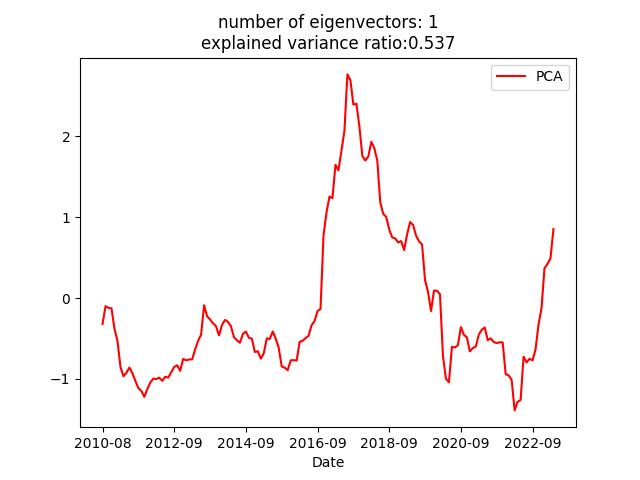 number of eigenvectors: 1
explained variance ratio:0.537
PCA
2
1
0
−1
2010-08 2012-09 2014-09 2016-09 2018-09 2020-09 2022-09
Date